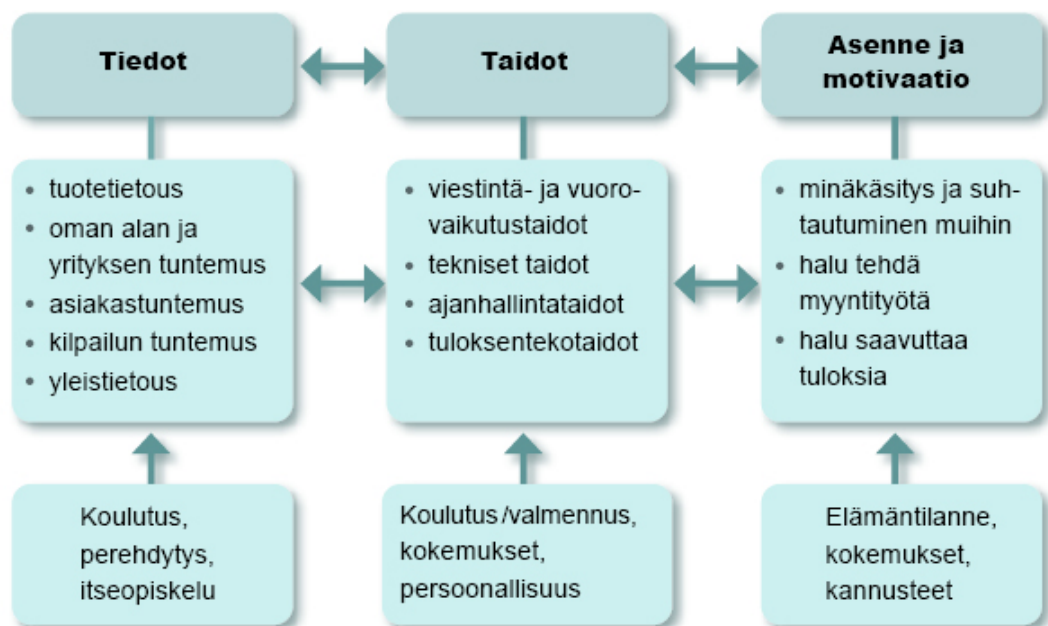 Tiedot
Taidot
Asenne ja
motivaatio
• tuotetietous
• oman alan ja
yrityksen tuntemus
• asiakastuntemus
• kilpailun tuntemus
• yleistietous
• viestintä- ja vuoro-
vaikutustaidot
• tekniset taidot
• ajanhallintataidot
• tuloksentekotaidot
• minäkäsitys ja suh-
tautuminen muihin
• halu tehdä
myyntityötä
• halu saavuttaa
tuloksia
Koulutus,
perehdytys,
itseopiskelu
Koulutus/valmennus,
kokemukset,
persoonallisuus
Elämäntilanne,
kokemukset,
kannusteet